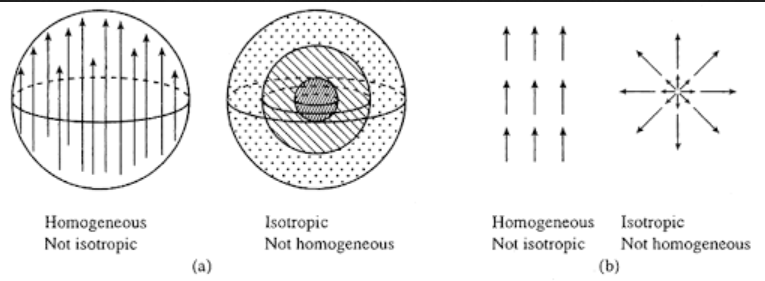 Homogeneous
Not isotropic
Isotropic
Not homogeneous
(a)
Homogeneous
Not isotropic
Isotropic
Not homogeneous
(b)